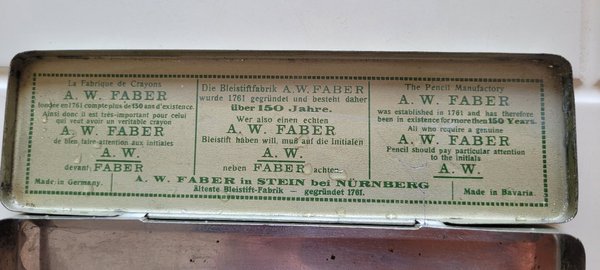 La Fabrique de Crayons
A. W. FABER
fondée en 1761 compte plus de 150 ans d'existence.
Ainsi donc il est très-important pour celui
qui veut avoir un véritable crayon
A. W. FABER
de bien faire attention aux initiales
A. W.
devant FABER
Made in Germany.
Die Bleistiftfabrik A. W. FABER
wurde 1761 gegründet und besteht daher
über 150 Jahre.
Wer also einen echten
A. W. FABER
Bleistift haben will, muß auf die Initialen
A. W.
neben FABER achten.
The Pencil Manufactory
A. W. FABER
was established in 1761 and has therefore
been in existence for more then 150 Years.
All who require a genuine
A. W. FABER
Pencil should pay particular attention
to the initials
A. W.
Made in Bavaria.
A. W. FABER in STEIN bei NÜRNBERG
Älteste Bleistift-Fabrik — gegründet 1761.